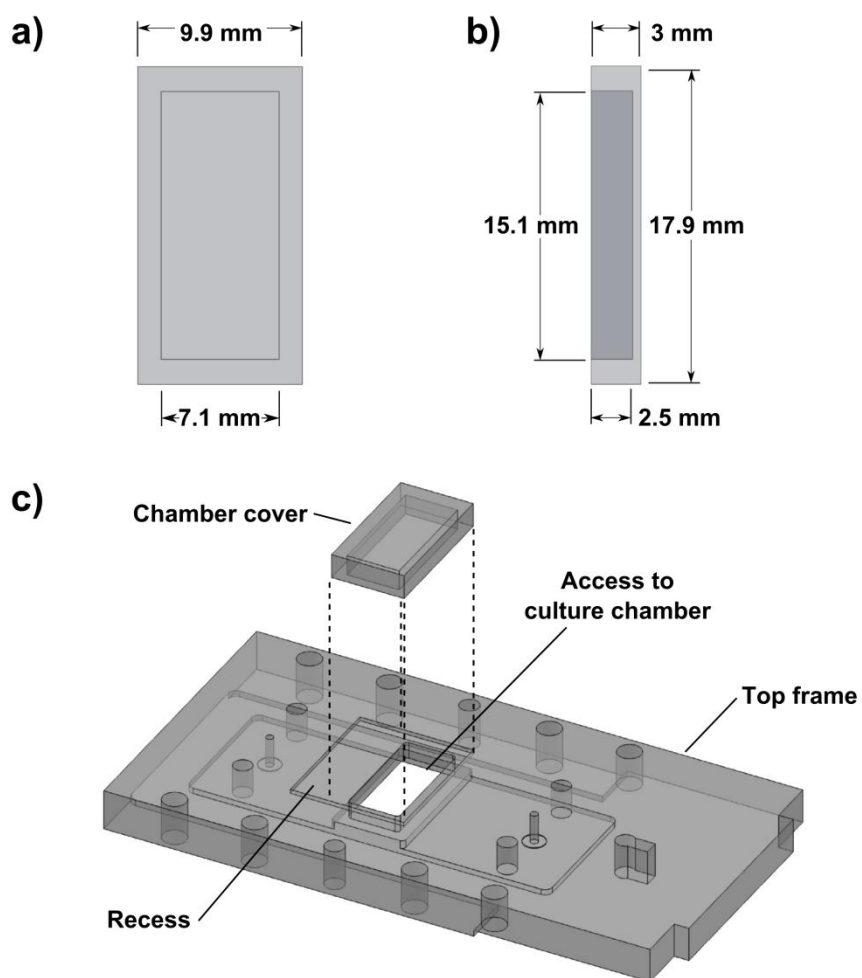 a)
9.9 mm
7.1 mm
b)
3 mm
15.1 mm
17.9 mm
2.5 mm
c)
Chamber cover
Access to
culture chamber
Top frame
Recess